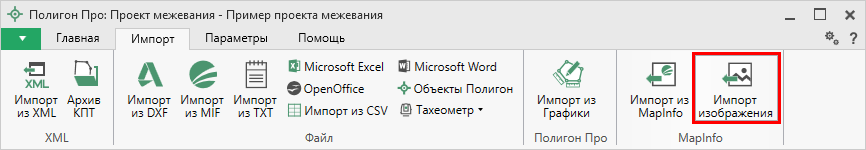 Полигон Про: Проект межевания - Пример проекта межевания
Главная Импорт Параметры Помощь
XML
Импорт из XML
Архив КПТ
XML
Импорт из DXF
Импорт из MIF
Импорт из TXT
Microsoft Excel
OpenOffice
Импорт из CSV
Microsoft Word
Объекты Полигон
Тахеометр
Файл
Импорт из Графики
Полигон Про
Импорт из MapInfo
Импорт изображения
MapInfo